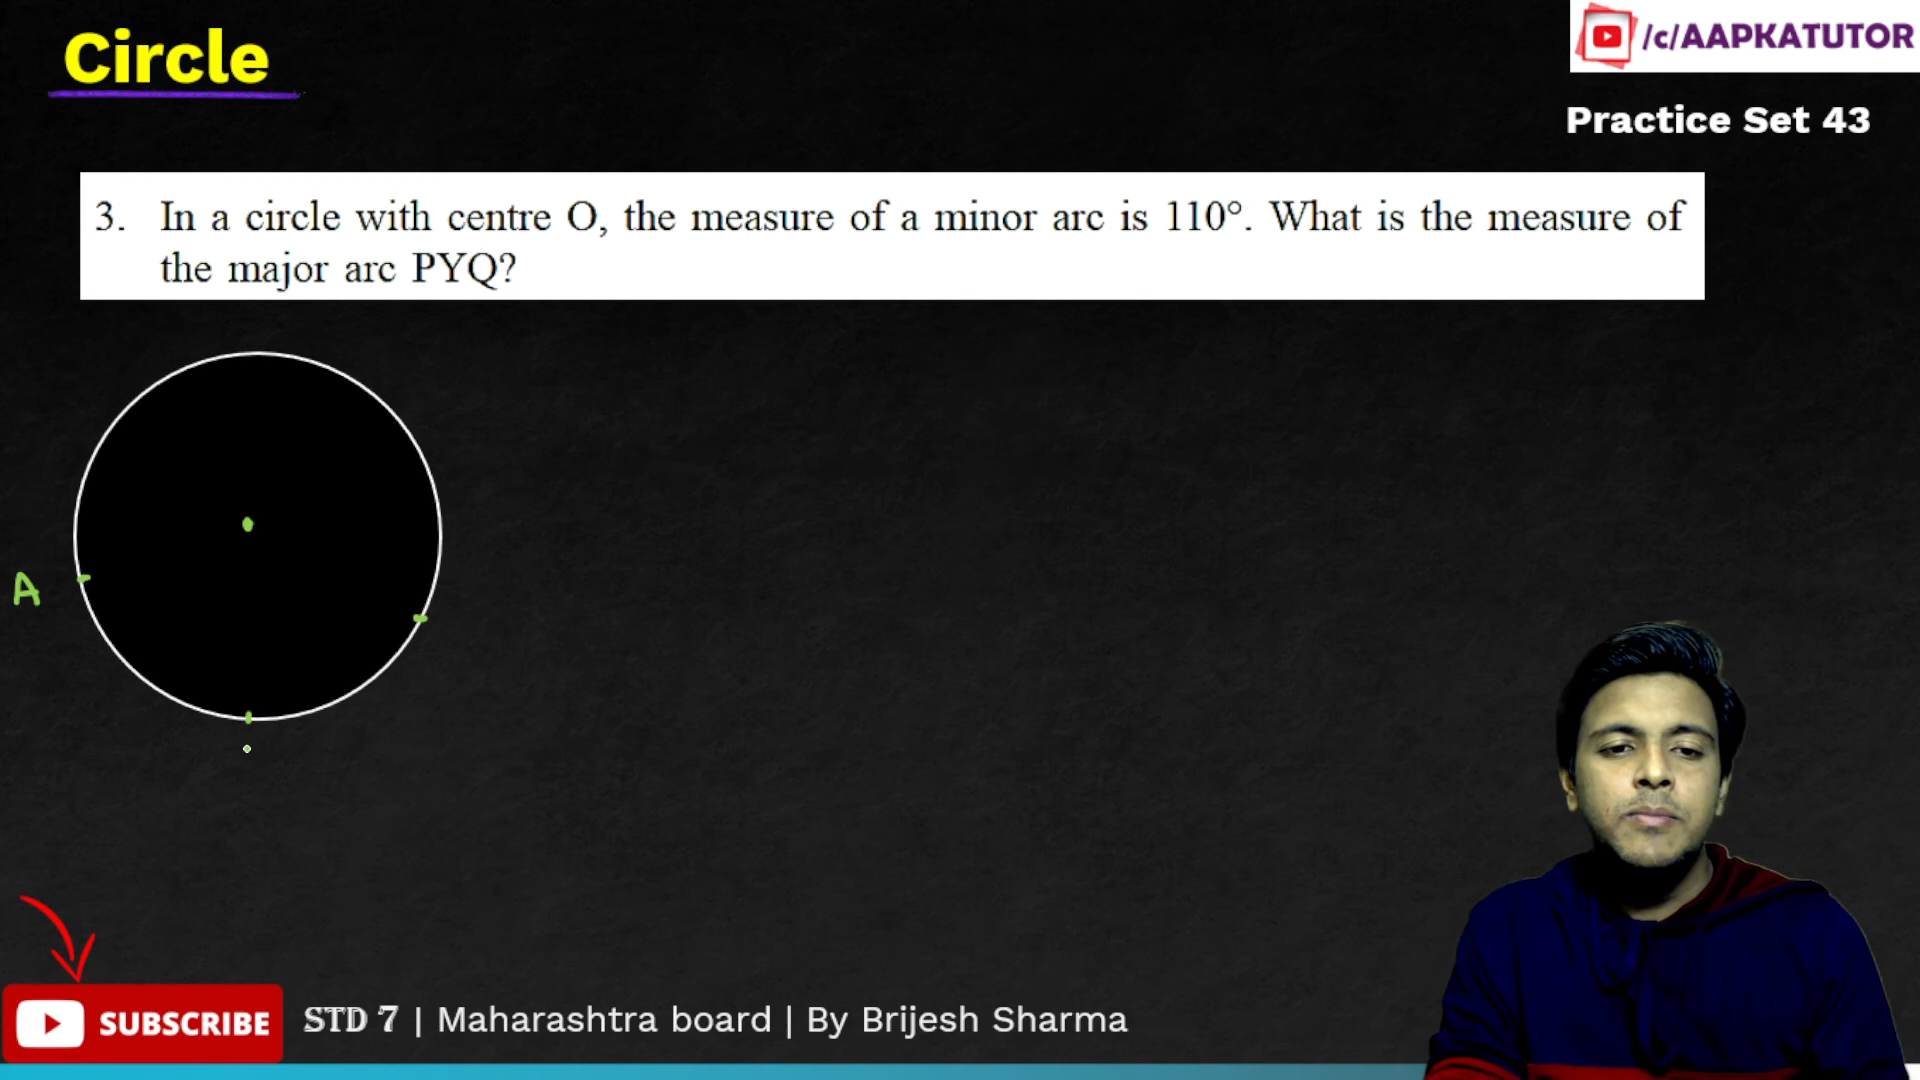 Circle
/c/AAPKATUTOR
Practice Set 43
3. In a circle with centre O, the measure of a minor arc is 110°. What is the measure of
the major arc PYQ?
A
SUBSCRIBE
STD 7 | Maharashtra board | By Brijesh Sharma